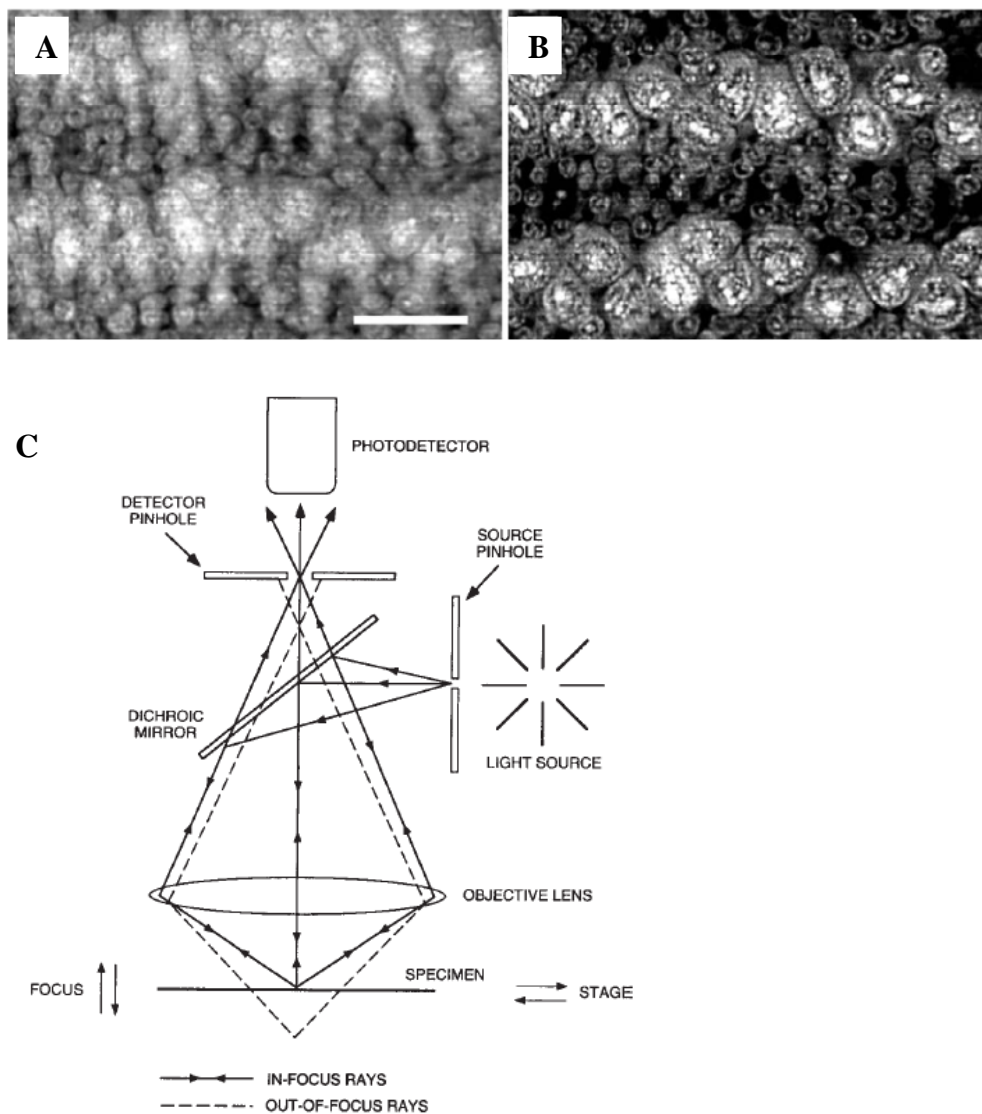 A
B
C
PHOTODETECTOR
DETECTOR
PINHOLE
SOURCE
PINHOLE
DICHROIC
MIRROR
LIGHT SOURCE
OBJECTIVE LENS
SPECIMEN
FOCUS
STAGE
IN-FOCUS RAYS
OUT-OF-FOCUS RAYS